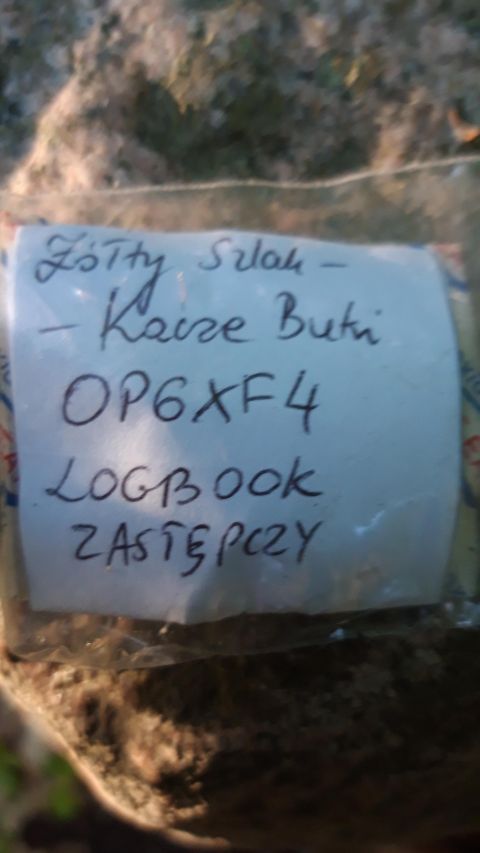 Żółty Szlak -
- Kacze Buki
OP6XF4
LOGBOOK
ZASTĘPCZY